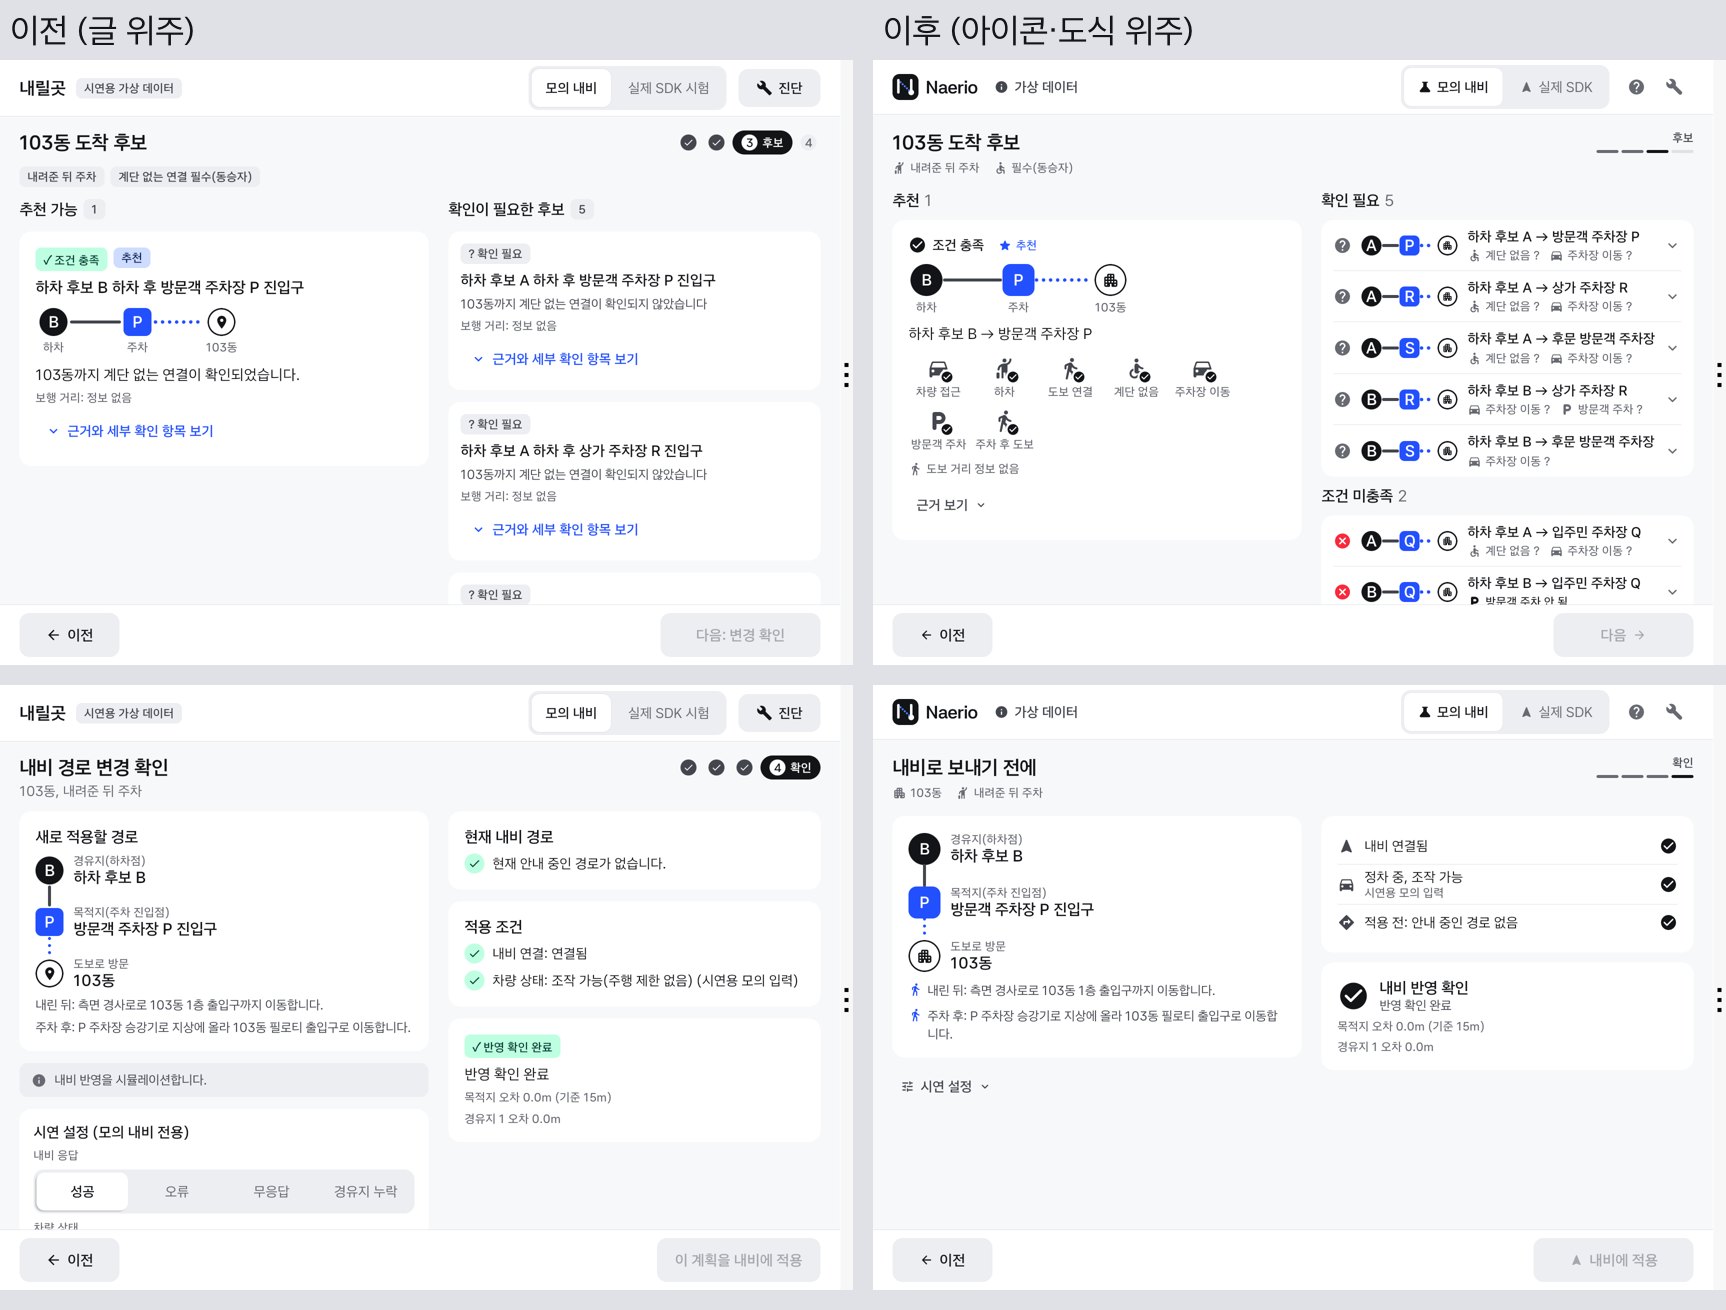 이전 (글 위주)
내릴곳 시연용 가상 데이터 모의 내비 실제 SDK 시험 진단
103동 도착 후보
3 후보 4
내려준 뒤 주차 계단 없는 연결 필수(동승자)
추천 가능 1
✓조건 충족 추천
하차 후보 B 하차 후 방문객 주차장 P 진입구
B P
하차 주차 103동
103동까지 계단 없는 연결이 확인되었습니다.
보행 거리: 정보 없음
근거와 세부 확인 항목 보기
확인이 필요한 후보 5
? 확인 필요
하차 후보 A 하차 후 방문객 주차장 P 진입구
103동까지 계단 없는 연결이 확인되지 않았습니다
보행 거리: 정보 없음
근거와 세부 확인 항목 보기
? 확인 필요
하차 후보 A 하차 후 상가 주차장 R 진입구
103동까지 계단 없는 연결이 확인되지 않았습니다
보행 거리: 정보 없음
근거와 세부 확인 항목 보기
? 확인 필요
← 이전
다음: 변경 확인
이후 (아이콘·도식 위주)
Naerio 가상 데이터 모의 내비 실제 SDK ?
103동 도착 후보
후보
내려준 뒤 주차 필수(동승자)
추천 1
조건 충족 추천
B P
하차 주차 103동
하차 후보 B → 방문객 주차장 P
차량 접근 하차 도보 연결 계단 없음 주차장 이동
P
방문객 주차 주차 후 도보
도보 거리 정보 없음
근거 보기
확인 필요 5
? A P 하차 후보 A → 방문객 주차장 P
계단 없음 ? 주차장 이동 ?
? A R 하차 후보 A → 상가 주차장 R
계단 없음 ? 주차장 이동 ?
? A S 하차 후보 A → 후문 방문객 주차장
계단 없음 ? 주차장 이동 ?
? B R 하차 후보 B → 상가 주차장 R
주차장 이동 ? P 방문객 주차 ?
? B S 하차 후보 B → 후문 방문객 주차장
주차장 이동 ?
조건 미충족 2
A Q 하차 후보 A → 입주민 주차장 Q
계단 없음 ? 주차장 이동 ?
B Q 하차 후보 B → 입주민 주차장 Q
P 방문객 주차 안 됨
← 이전
다음 →
내릴곳 시연용 가상 데이터 모의 내비 실제 SDK 시험 진단
내비 경로 변경 확인
4 확인
103동, 내려준 뒤 주차
새로 적용할 경로
B 경유지(하차점)
하차 후보 B
P 목적지(주차 진입점)
방문객 주차장 P 진입구
도보로 방문
103동
내린 뒤: 측면 경사로로 103동 1층 출입구까지 이동합니다.
주차 후: P 주차장 승강기로 지상에 올라 103동 필로티 출입구로 이동합니다.
내비 반영을 시뮬레이션합니다.
시연 설정 (모의 내비 전용)
내비 응답
성공 오류 무응답 경유지 누락
차량 상태
현재 내비 경로
현재 안내 중인 경로가 없습니다.
적용 조건
내비 연결: 연결됨
차량 상태: 조작 가능(주행 제한 없음) (시연용 모의 입력)
✓반영 확인 완료
반영 확인 완료
목적지 오차 0.0m (기준 15m)
경유지 1 오차 0.0m
← 이전
이 계획을 내비에 적용
Naerio 가상 데이터 모의 내비 실제 SDK ?
내비로 보내기 전에
확인
103동 내려준 뒤 주차
B 경유지(하차점)
하차 후보 B
P 목적지(주차 진입점)
방문객 주차장 P 진입구
도보로 방문
103동
내린 뒤: 측면 경사로로 103동 1층 출입구까지 이동합니다.
주차 후: P 주차장 승강기로 지상에 올라 103동 필로티 출입구로 이동합
니다.
시연 설정
내비 연결됨
정차 중, 조작 가능
시연용 모의 입력
적용 전: 안내 중인 경로 없음
내비 반영 확인
반영 확인 완료
목적지 오차 0.0m (기준 15m)
경유지 1 오차 0.0m
← 이전
내비에 적용